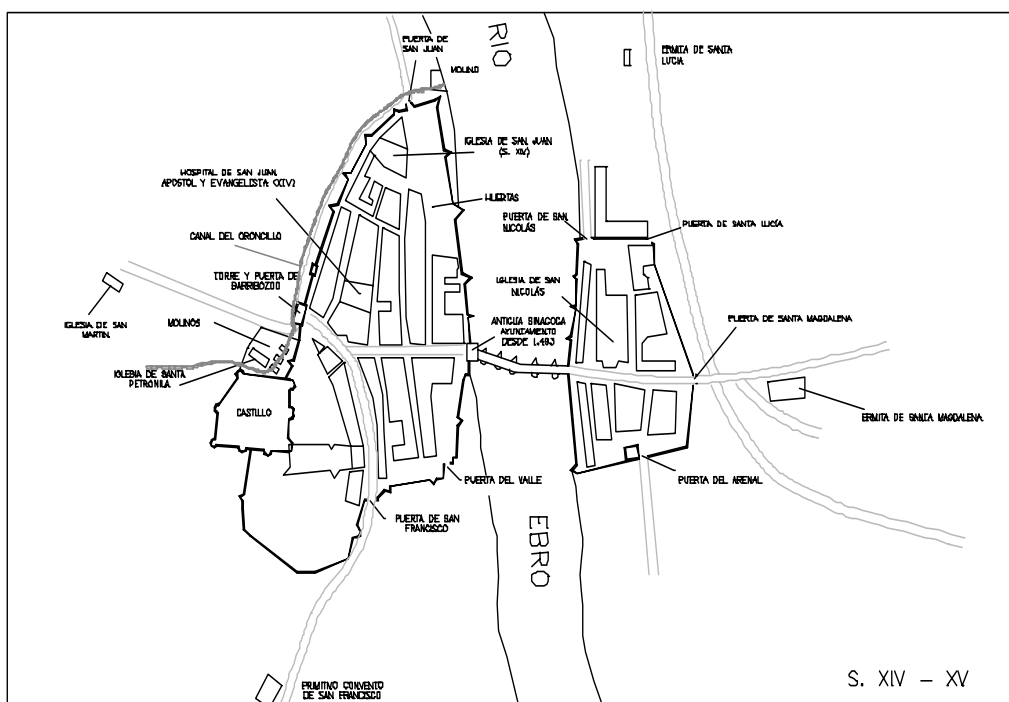 RIO
PUERTA DE
SAN JUAN
MOLINO
ERMITA DE SANTA
LUCIA
IGLESIA DE SAN JUAN
(S. XIV)
HOSPITAL DE SAN JUAN
APOSTOL Y EVANGELISTA (XIV)
HUERTAS
PUERTA DE SAN
NICOLÁS
PUERTA DE SANTA LUCÍA
CANAL DEL ORONCILLO
TORRE Y PUERTA DE
BARRIBOZOO
IGLESIA DE SAN
NICOLÁS
IGLESIA DE SAN
MARTIN
MOLINOS
ANTIGUA SINAGOGA
AYUNTAMIENTO
DESDE 1.493
PUERTA DE SANTA MAGDALENA
IGLESIA DE SANTA
PETRONILA
CASTILLO
ERMITA DE SANTA MAGDALENA
PUERTA DEL VALLE
PUERTA DEL ARENAL
PUERTA DE SAN
FRANCISCO
EBRO
PRIMITIVO CONVENTO
DE SAN FRANCISCO
S. XIV - XV